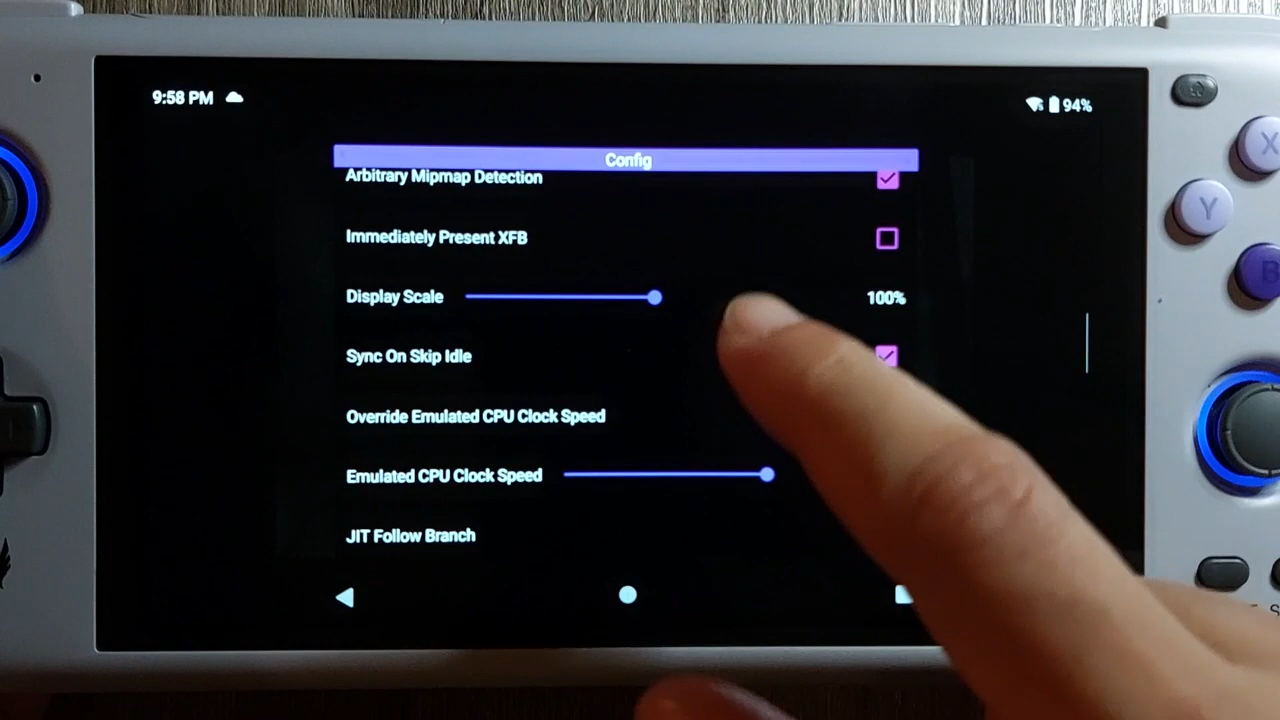 9:58 PM
94%
Config
Arbitrary Mipmap Detection
Immediately Present XFB
Display Scale 100%
Sync On Skip Idle
Override Emulated CPU Clock Speed
Emulated CPU Clock Speed
JIT Follow Branch
X
Y
B